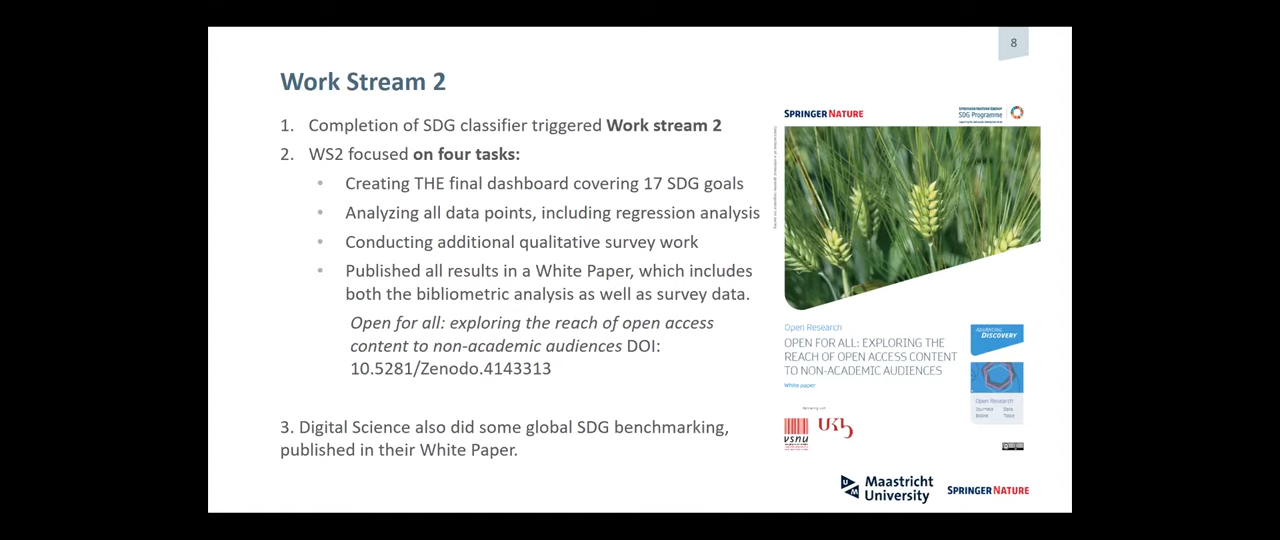 8
Work Stream 2
1. Completion of SDG classifier triggered Work stream 2
2. WS2 focused on four tasks:
• Creating THE final dashboard covering 17 SDG goals
• Analyzing all data points, including regression analysis
• Conducting additional qualitative survey work
• Published all results in a White Paper, which includes
both the bibliometric analysis as well as survey data.
Open for all: exploring the reach of open access
content to non-academic audiences DOI:
10.5281/Zenodo.4143313
3. Digital Science also did some global SDG benchmarking,
published in their White Paper.
SPRINGER NATURE
SDG Programme
Open Research
OPEN FOR ALL: EXPLORING THE
REACH OF OPEN ACCESS CONTENT
TO NON-ACADEMIC AUDIENCES
White paper
ADVANCING
DISCOVERY
Open Research
Journals Data
Books Tools
vsnu
UKB
Maastricht
University
SPRINGER NATURE